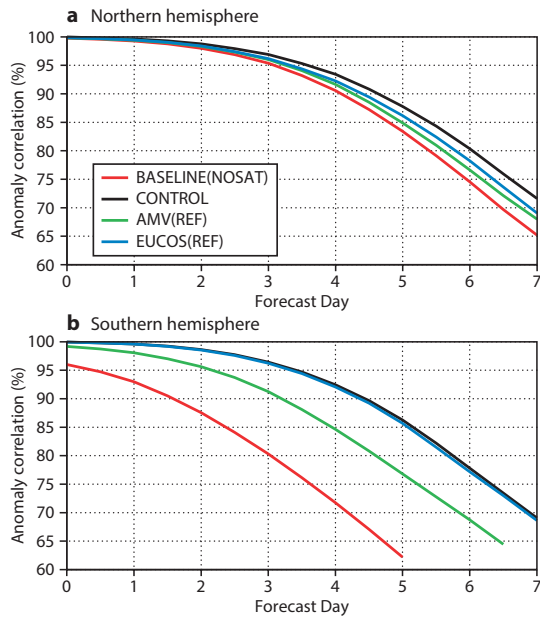 a Northern hemisphere
100
95
90
85
80
75
70
65
60
Anomaly correlation (%)
BASELINE(NOSAT)
CONTROL
AMV(REF)
EUCOS(REF)
0 1 2 3 4 5 6 7
Forecast Day
b Southern hemisphere
100
95
90
85
80
75
70
65
60
Anomaly correlation (%)
0 1 2 3 4 5 6 7
Forecast Day